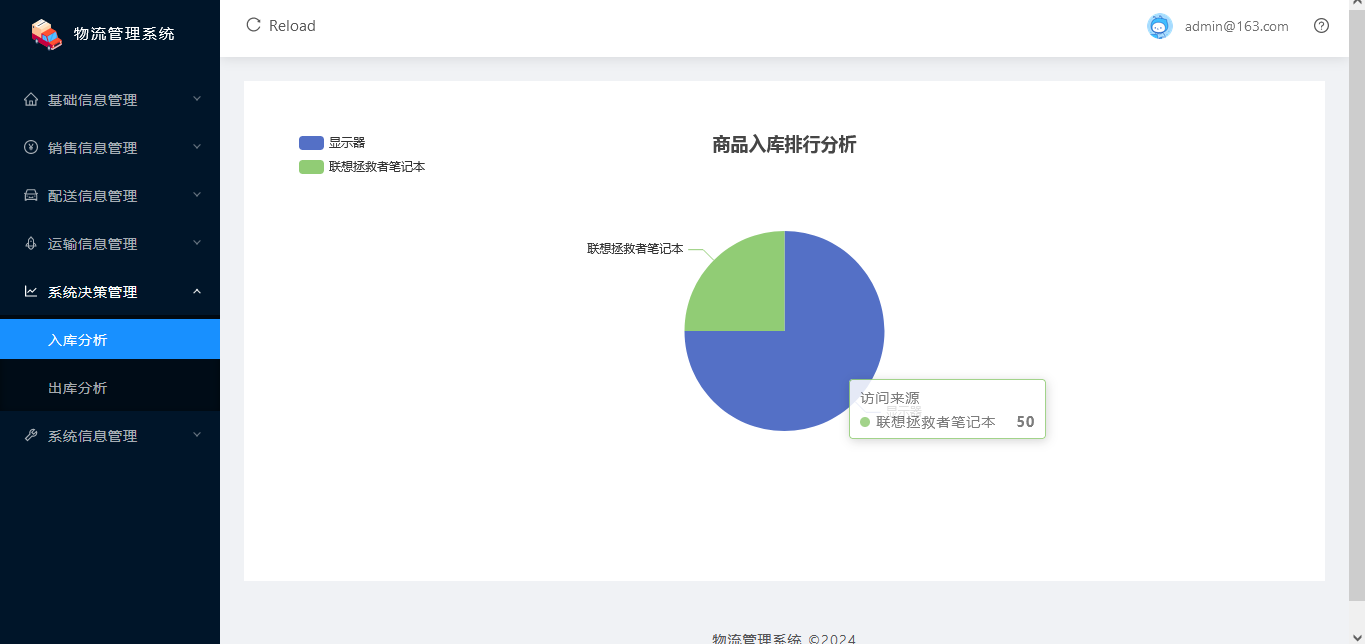 物流管理系统
Reload
admin@163.com
基础信息管理
销售信息管理
配送信息管理
运输信息管理
系统决策管理
入库分析
出库分析
系统信息管理
商品入库排行分析
显示器
联想拯救者笔记本
联想拯救者笔记本
显示器
访问来源
联想拯救者笔记本 50
物流管理系统 ©2024